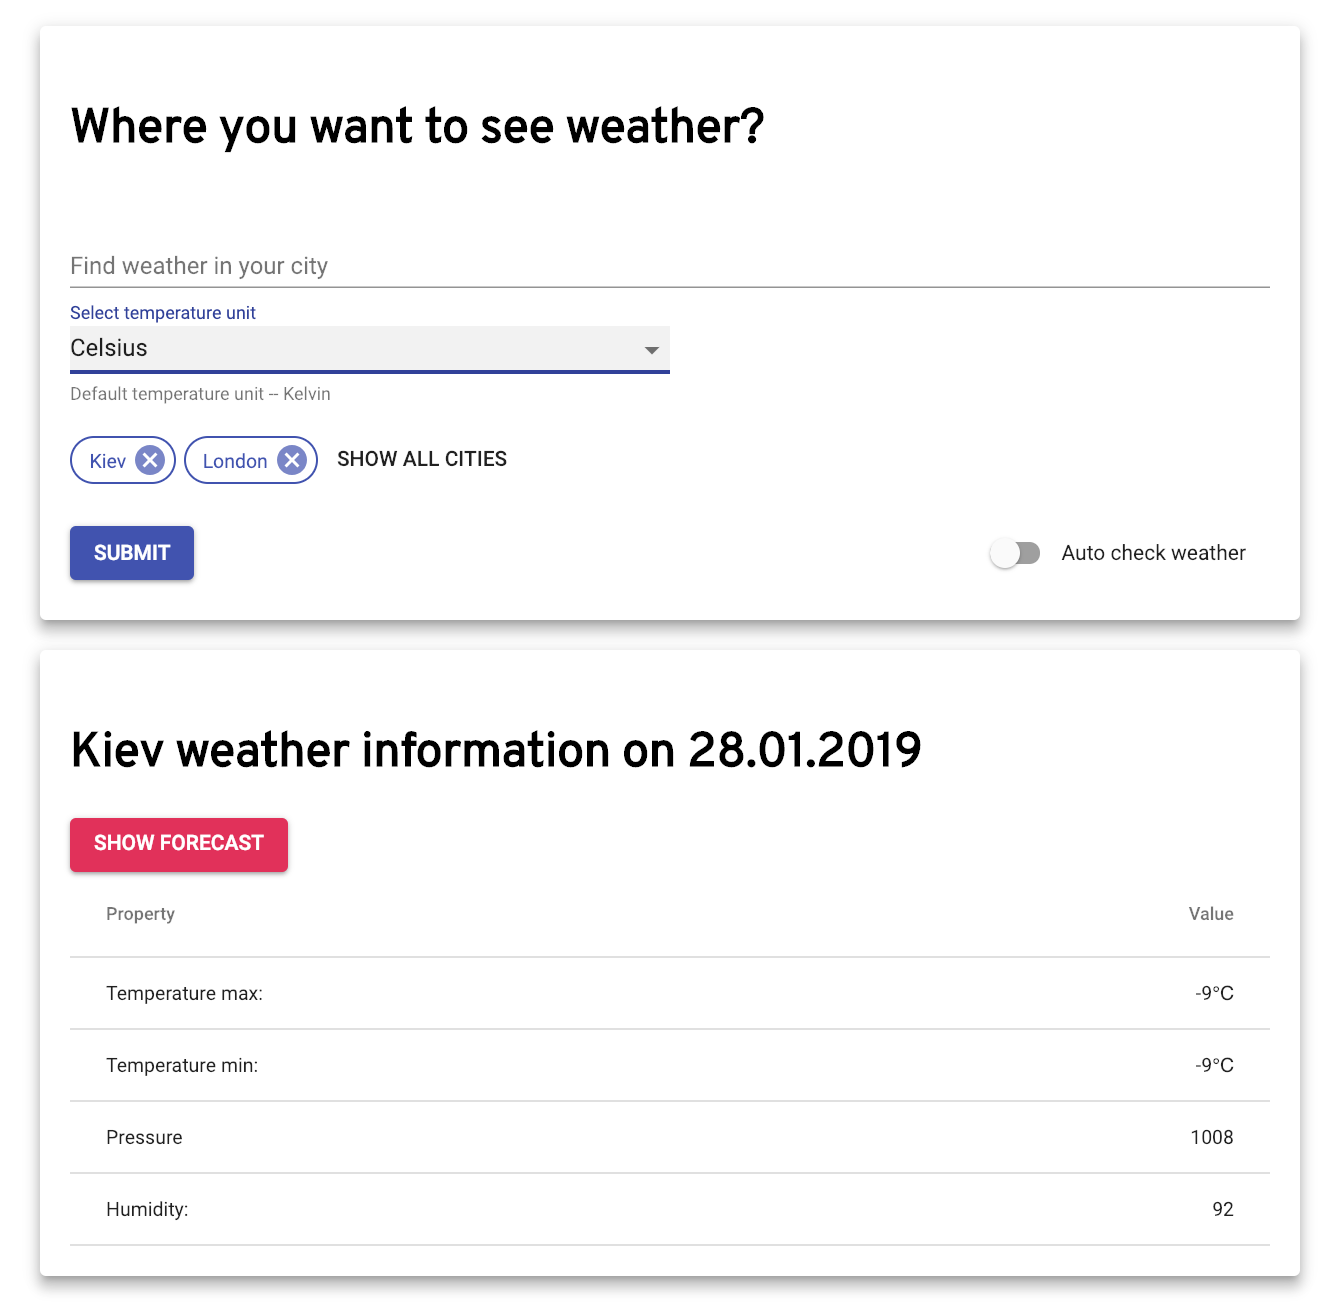 Where you want to see weather?
Find weather in your city
Select temperature unit
Celsius
Default temperature unit -- Kelvin
Kiev London SHOW ALL CITIES
SUBMIT Auto check weather
Kiev weather information on 28.01.2019
SHOW FORECAST
Property Value
Temperature max: -9°C
Temperature min: -9°C
Pressure 1008
Humidity: 92